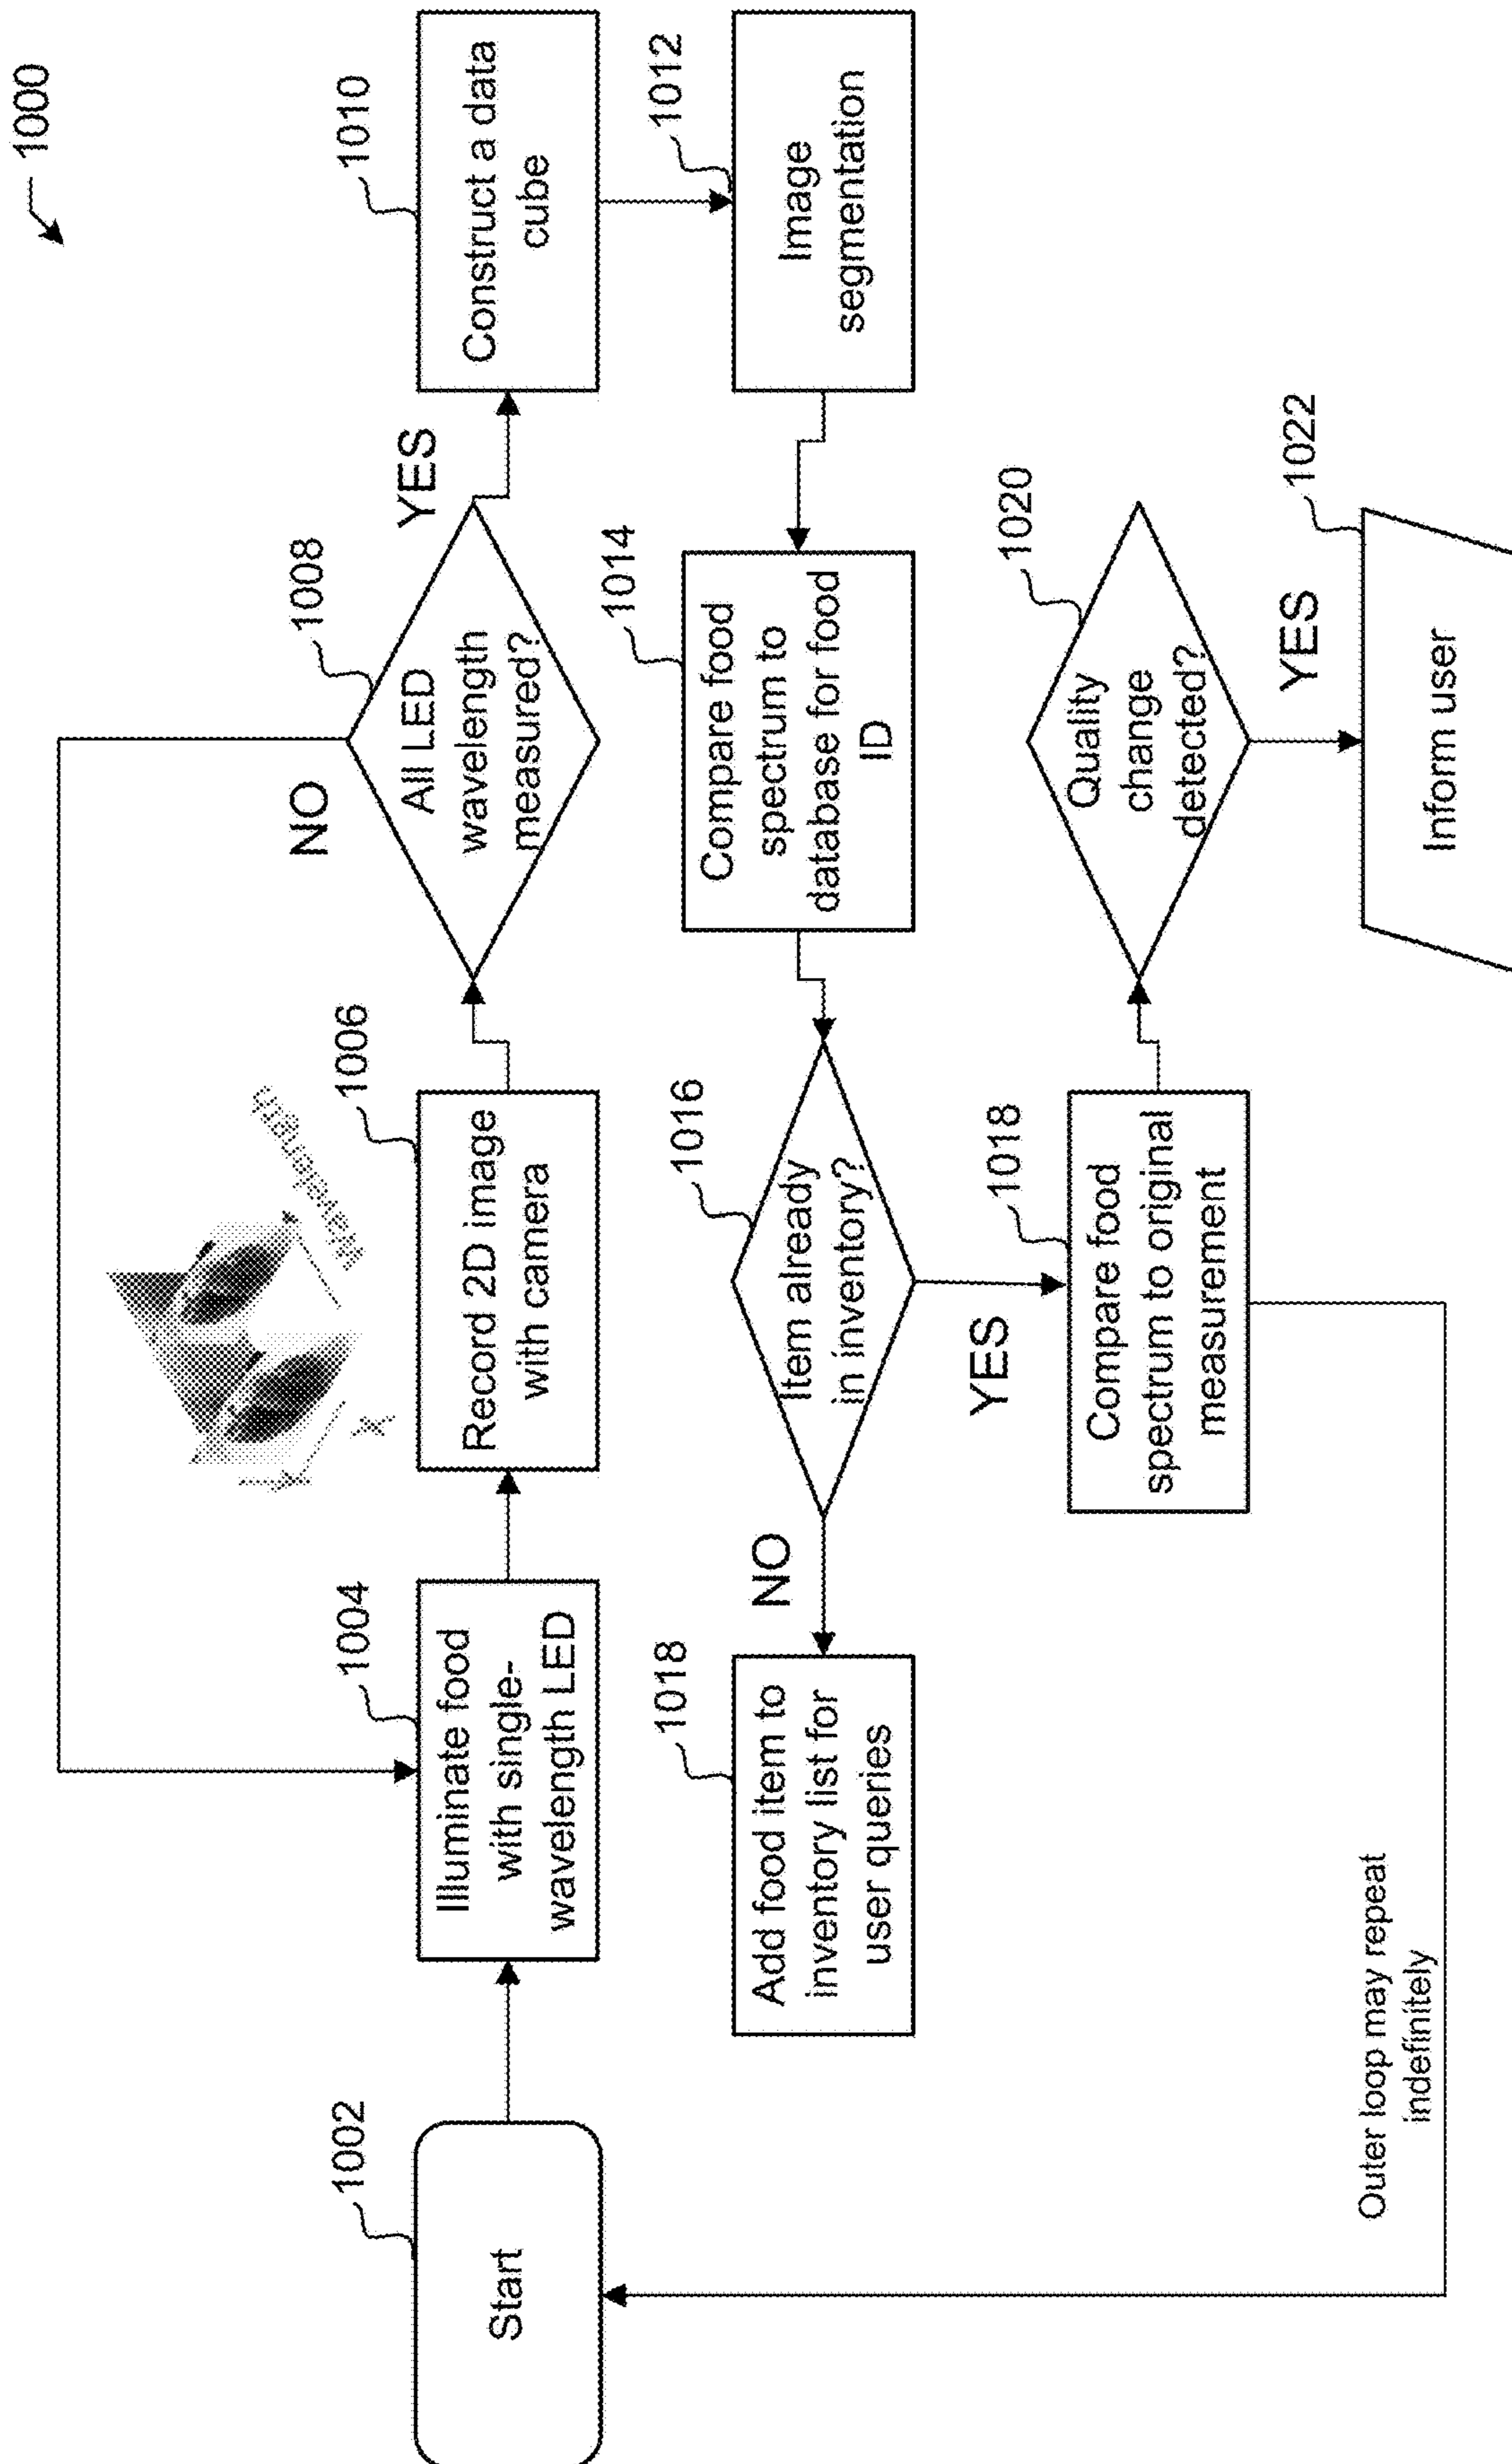 1000
1002
Start
1004
Illuminate food
with single-
wavelength LED
1006
Record 2D image
with camera
Y
X
Wavelength
NO
1008
All LED
wavelength
measured?
YES
1010
Construct a data
cube
1012
Image
segmentation
1014
Compare food
spectrum to
database for food
ID
1016
Item already
in inventory?
NO
1018
Add food item to
inventory list for
user queries
YES
1018
Compare food
spectrum to original
measurement
1020
Quality
change
detected?
YES
1022
Inform user
Outer loop may repeat
indefinitely